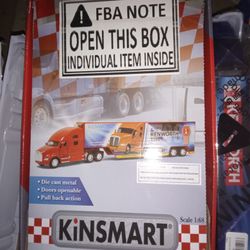 ⚠ FBA NOTE
OPEN THIS BOX
INDIVIDUAL ITEM INSIDE
KENWORTH
• Die cast metal
• Doors openable
• Pull back action
Scale 1:68
KiNSMART